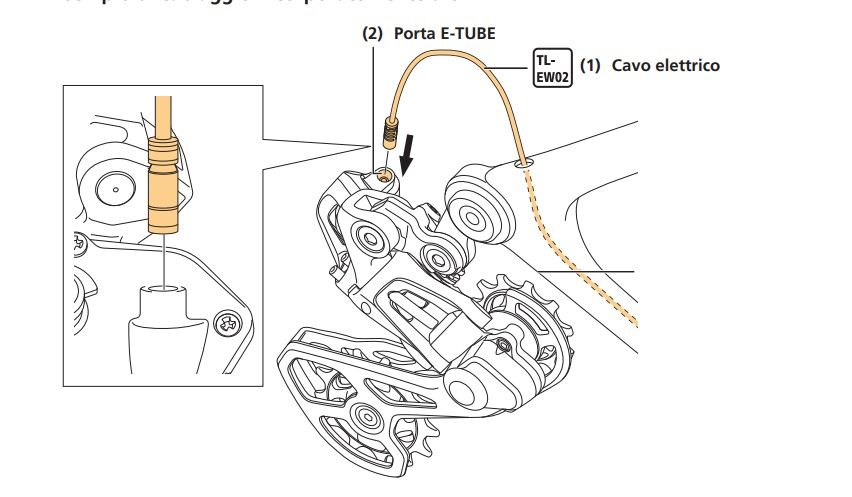 (2) Porta E-TUBE
TL-
EW02
(1) Cavo elettrico